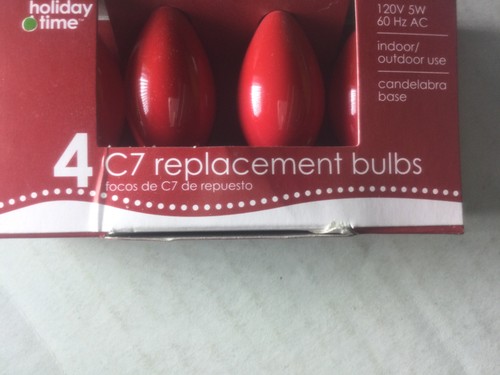 holiday
time™
120V 5W
60 Hz AC
indoor/
outdoor use
candelabra
base
4 C7 replacement bulbs
focos de C7 de repuesto